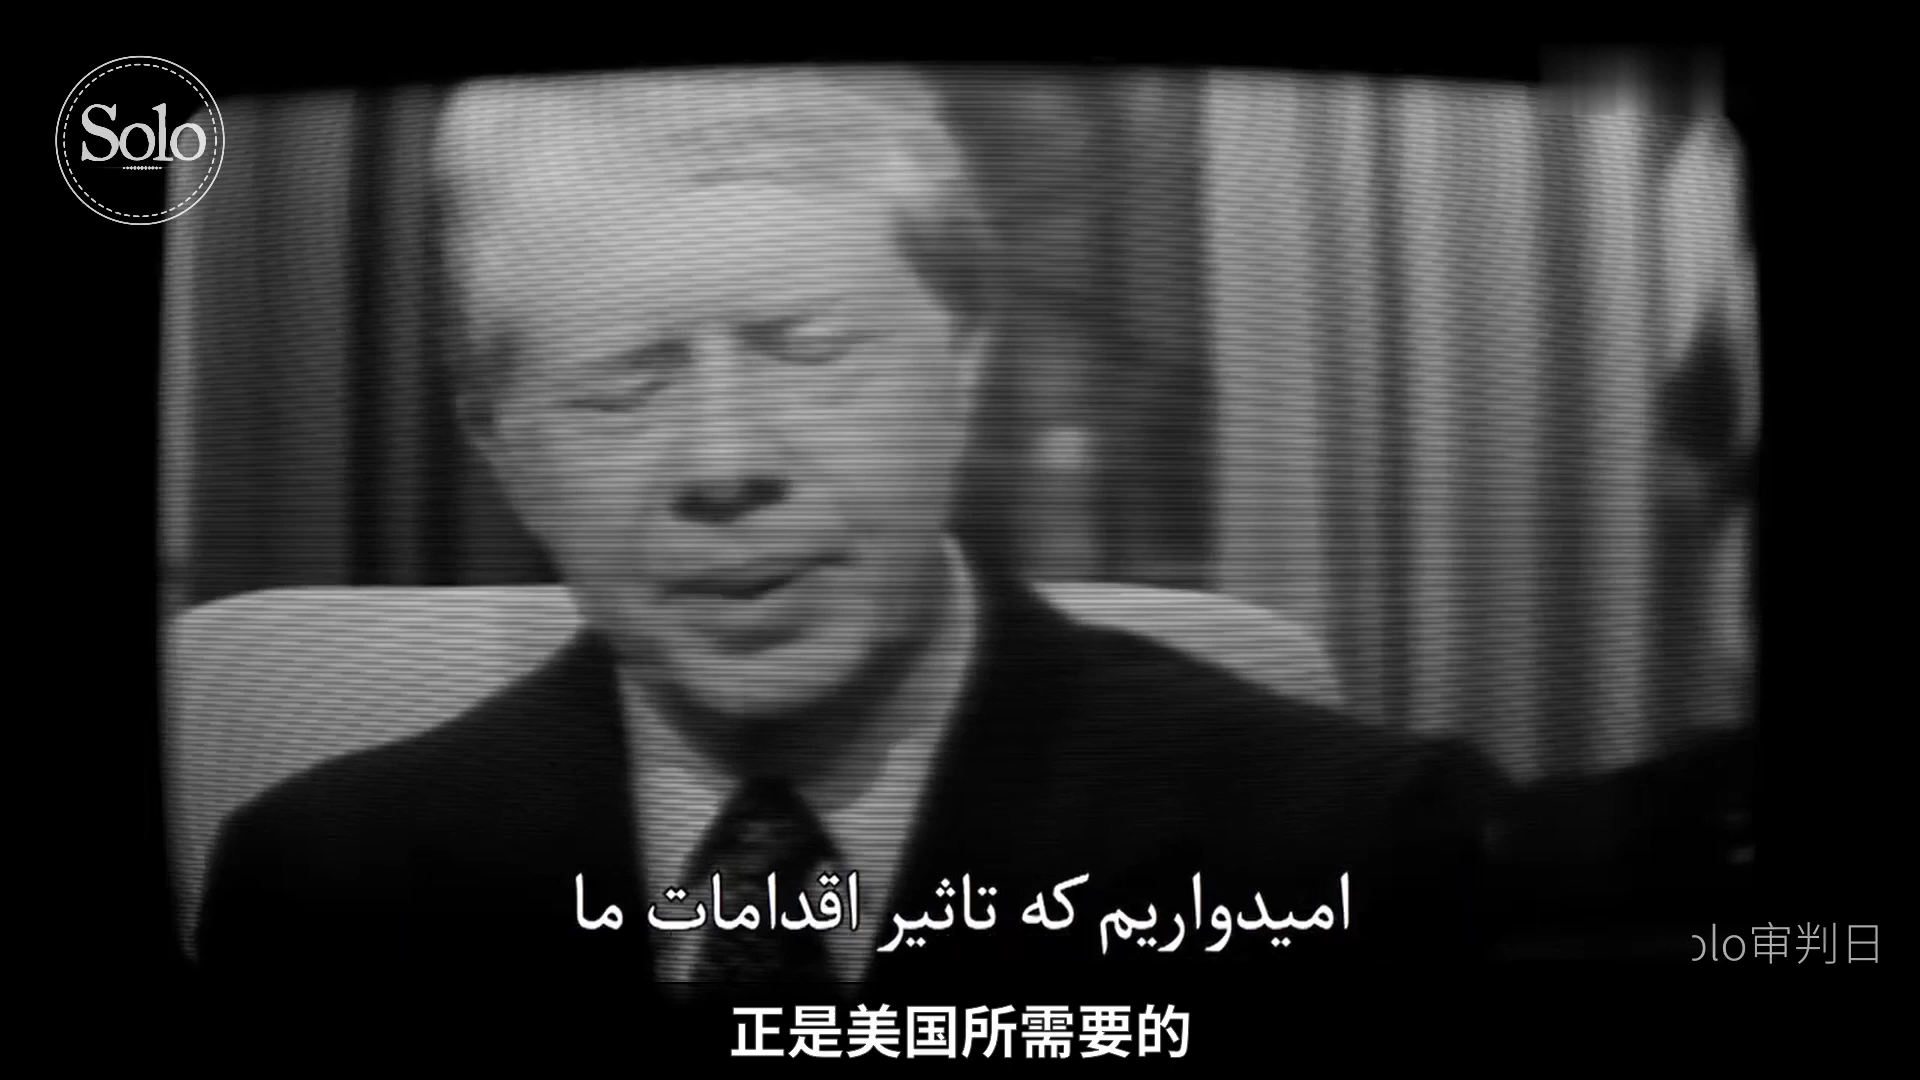 Solo
امیدواریم که تاثیر اقدامات ما
olo审判日
正是美国所需要的